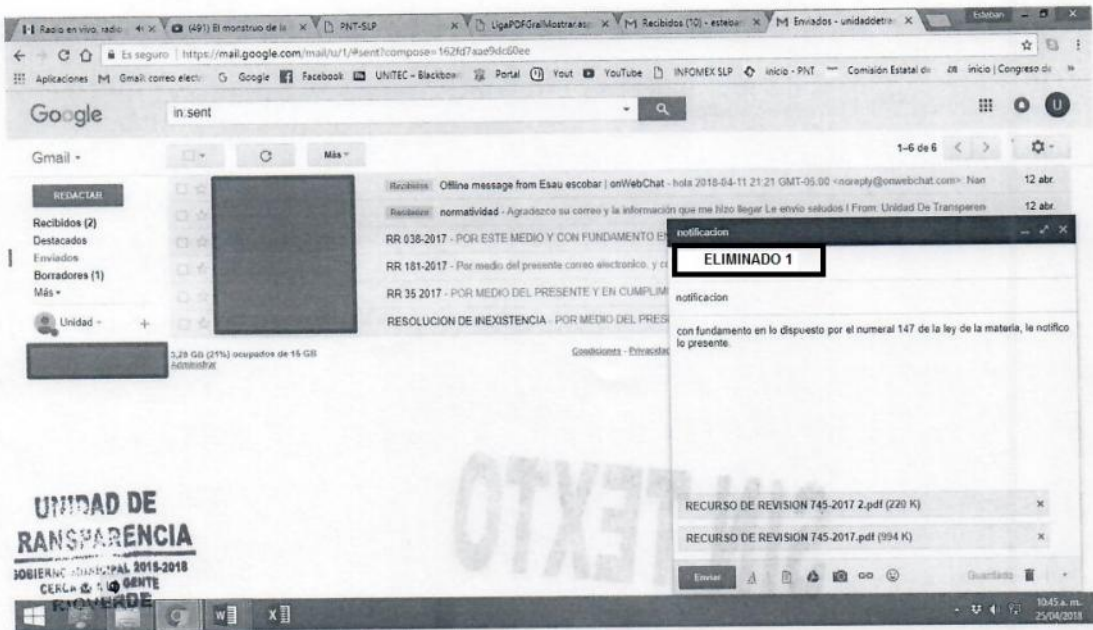 Radio en vivo, radio
(491) El monstruo de la
PNT-SLP
LigaPDFGralMostrar.asp
Recibidos (10) - esteba
Enviados - unidaddetra
Esteban
Es seguro https://mail.google.com/mail/u/1/#sent?compose=162fd7aae9dc60ee
Aplicaciones Gmail: correo elect Google Facebook UNITEC - Blackboa Portal Yout YouTube INFOMEX SLP inicio - PNT Comisión Estatal de inicio | Congreso de
Google
in:sent
U
Gmail
Más
1–6 de 6
REDACTAR
Recibidos (2)
Destacados
Enviados
Borradores (1)
Más
Unidad
Recibidos Offline message from Esau escobar | onWebChat - hola 2018-04-11 21:21 GMT-05:00 <noreply@onwebchat.com>: Nan 12 abr.
Recibidos normatividad - Agradezco su correo y la información que me hizo llegar Le envío saludos I From: Unidad De Transparen 12 abr.
RR 038-2017 - POR ESTE MEDIO Y CON FUNDAMENTO EN
RR 181-2017 - Por medio del presente correo electronico, y
RR 35 2017 - POR MEDIO DEL PRESENTE Y EN CUMPLIM
RESOLUCION DE INEXISTENCIA - POR MEDIO DEL PRES
3,28 GB (21%) ocupados de 15 GB
Administrar
Condiciones - Privacidad
notificacion
ELIMINADO 1
notificacion
con fundamento en lo dispuesto por el numeral 147 de la ley de la materia, le notifico
lo presente.
RECURSO DE REVISION 745-2017 2.pdf (220 K)
RECURSO DE REVISION 745-2017.pdf (994 K)
Enviar
Guardado
UNIDAD DE
RANSPARENCIA
GOBIERNO MUNICIPAL 2015-2018
CERCA DE LA GENTE
RIOVERDE
SIN TEXTO
10:45 a. m.
25/04/2018